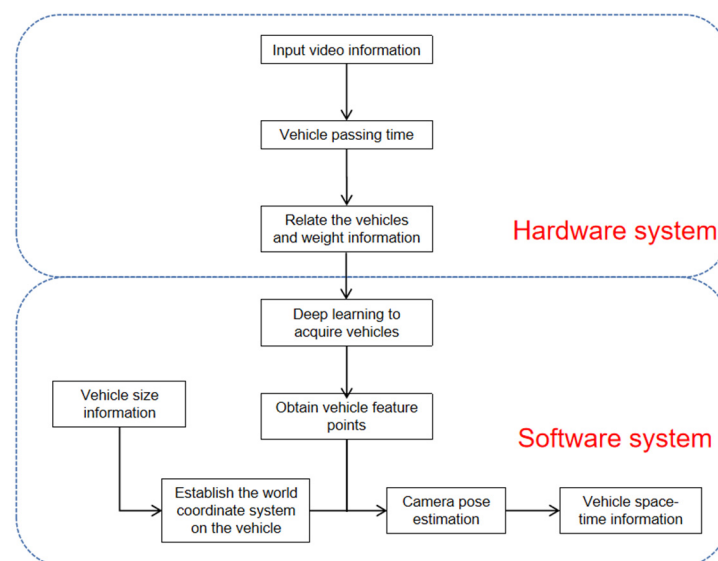 Input video information
Vehicle passing time
Relate the vehicles
and weight information
Hardware system
Deep learning to
acquire vehicles
Vehicle size
information
Obtain vehicle feature
points
Software system
Establish the world
coordinate system
on the vehicle
Camera pose
estimation
Vehicle space-
time information